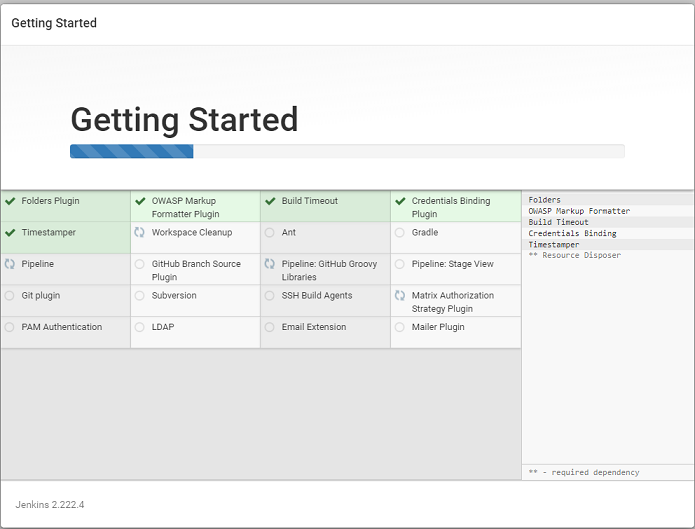 Getting Started
Getting Started
Folders Plugin
OWASP Markup
Formatter Plugin
Build Timeout
Credentials Binding
Plugin
Timestamper
Workspace Cleanup
Ant
Gradle
Pipeline
GitHub Branch Source
Plugin
Pipeline: GitHub Groovy
Libraries
Pipeline: Stage View
Git plugin
Subversion
SSH Build Agents
Matrix Authorization
Strategy Plugin
PAM Authentication
LDAP
Email Extension
Mailer Plugin
Folders
OWASP Markup Formatter
Build Timeout
Credentials Binding
Timestamper
** Resource Disposer
** - required dependency
Jenkins 2.222.4